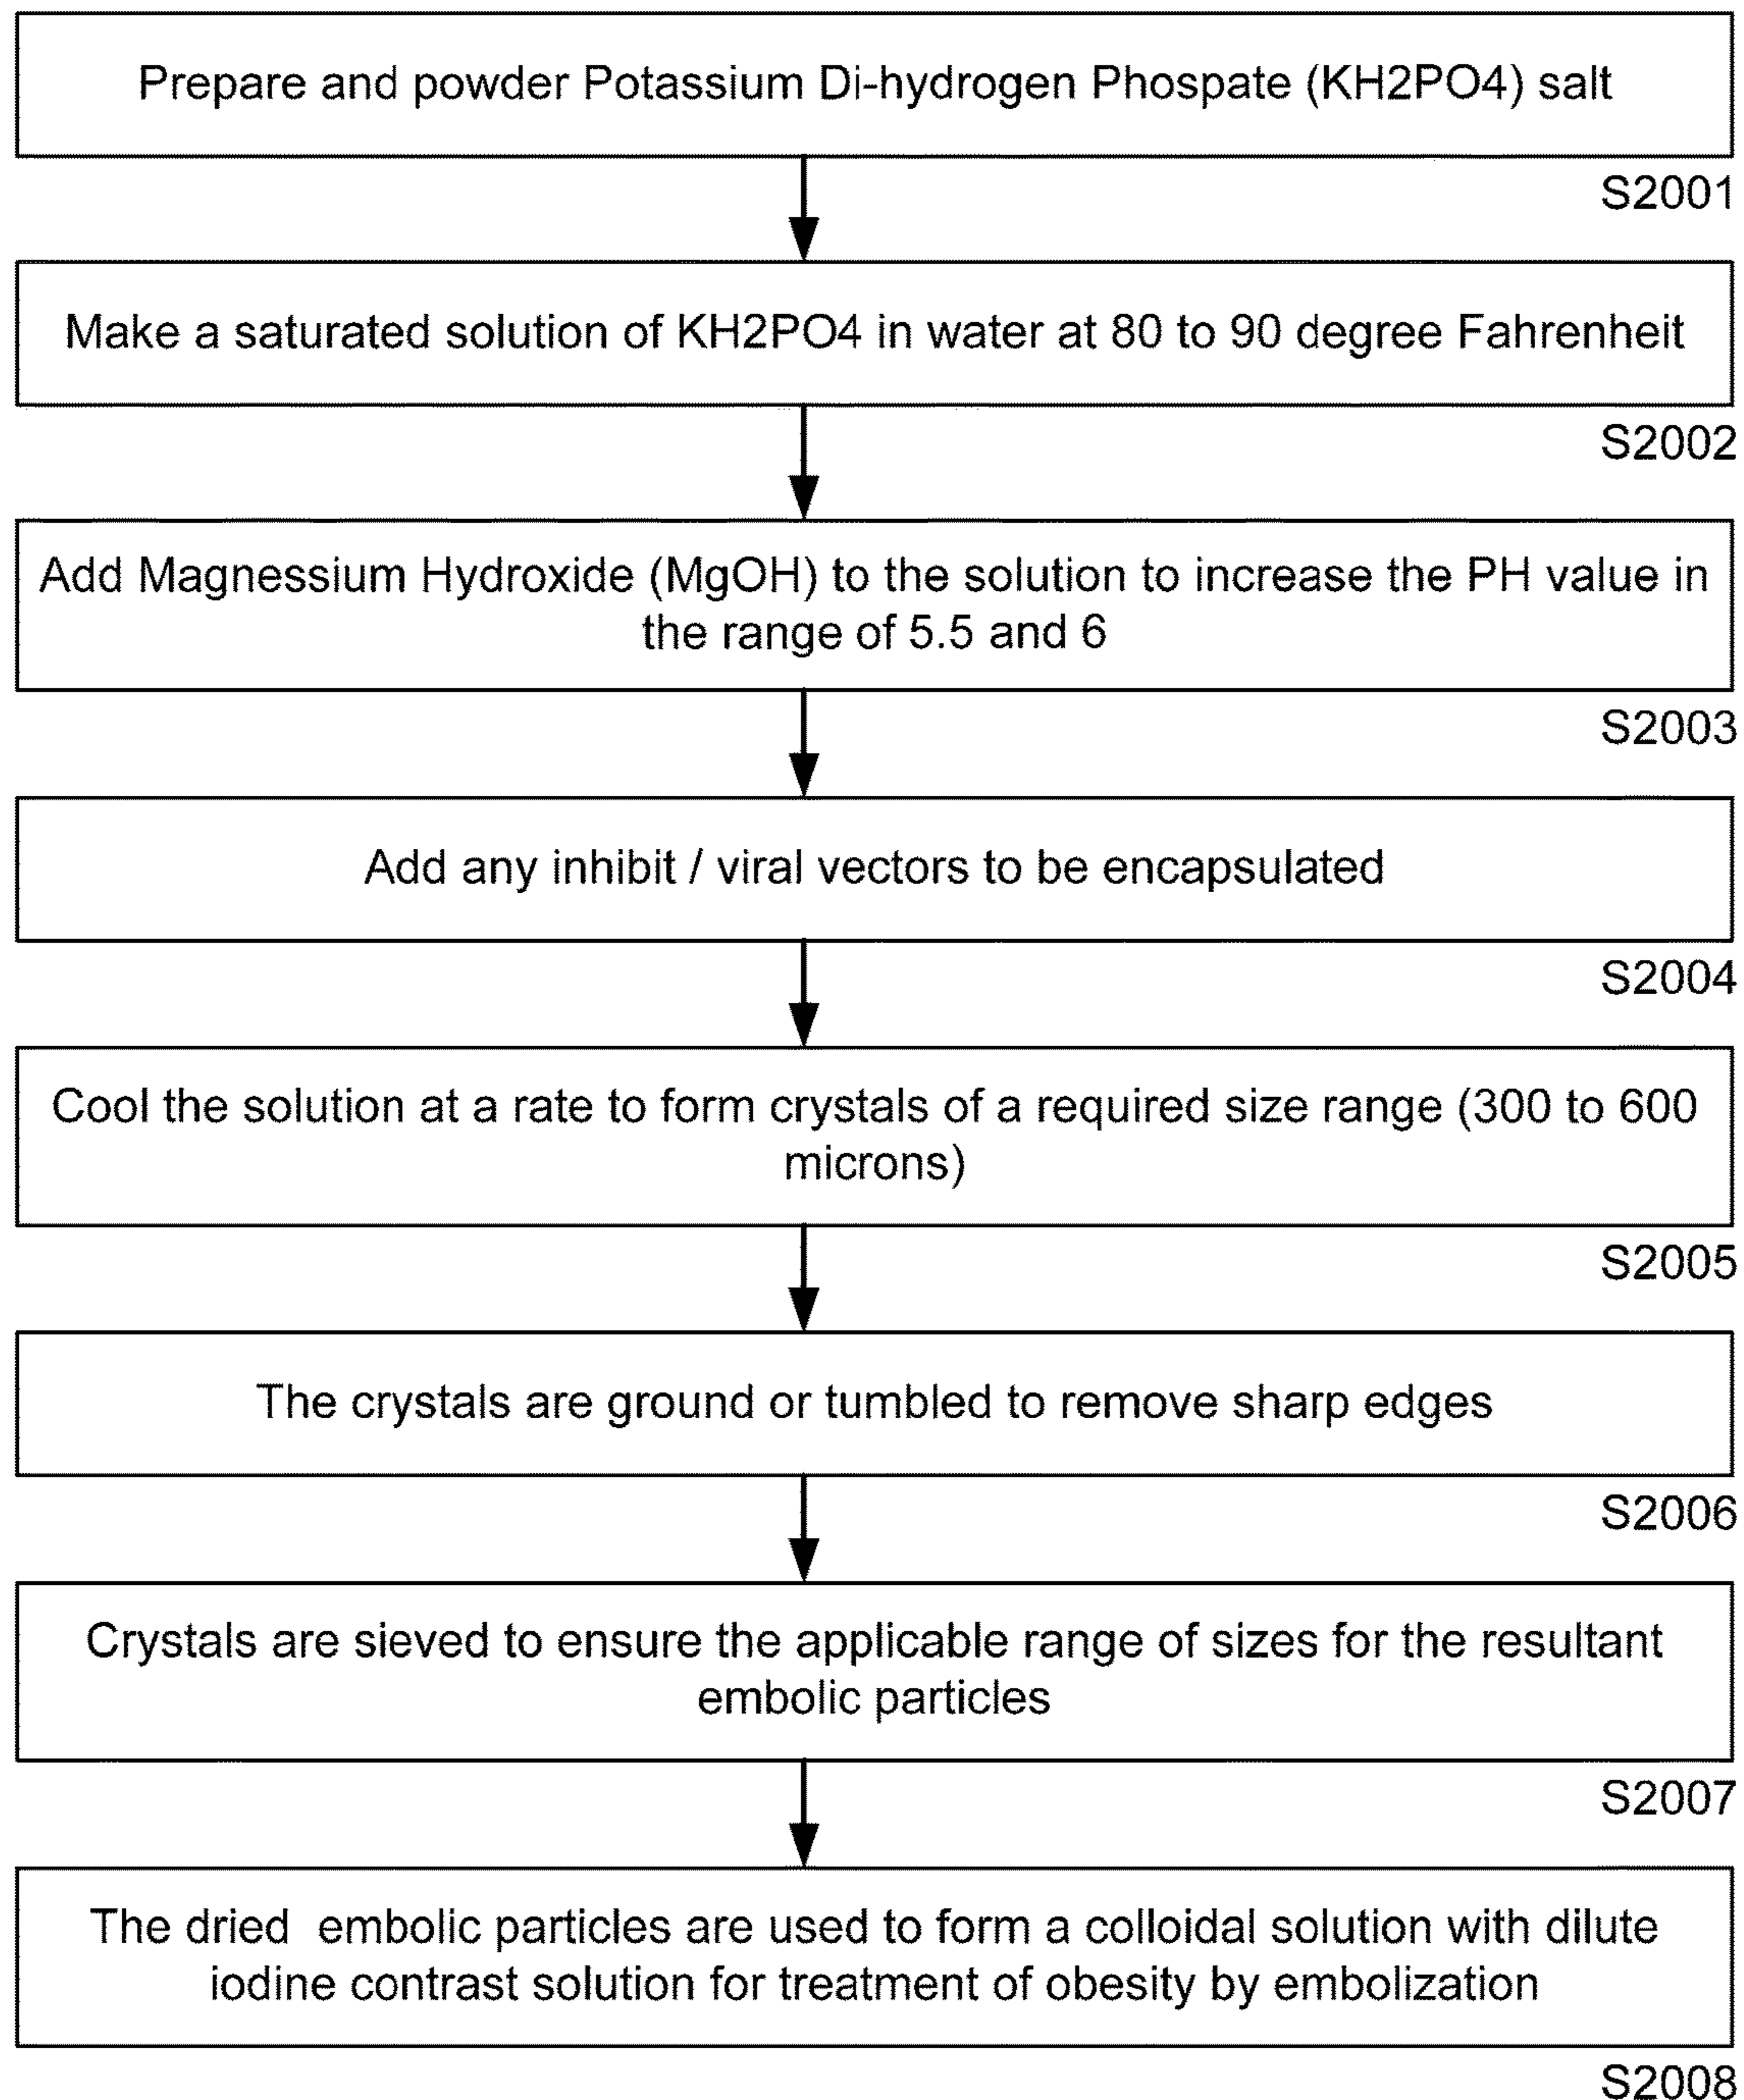 Prepare and powder Potassium Di-hydrogen Phospate (KH2PO4) salt
S2001
Make a saturated solution of KH2PO4 in water at 80 to 90 degree Fahrenheit
S2002
Add Magnessium Hydroxide (MgOH) to the solution to increase the PH value in
the range of 5.5 and 6
S2003
Add any inhibit / viral vectors to be encapsulated
S2004
Cool the solution at a rate to form crystals of a required size range (300 to 600
microns)
S2005
The crystals are ground or tumbled to remove sharp edges
S2006
Crystals are sieved to ensure the applicable range of sizes for the resultant
embolic particles
S2007
The dried embolic particles are used to form a colloidal solution with dilute
iodine contrast solution for treatment of obesity by embolization
S2008